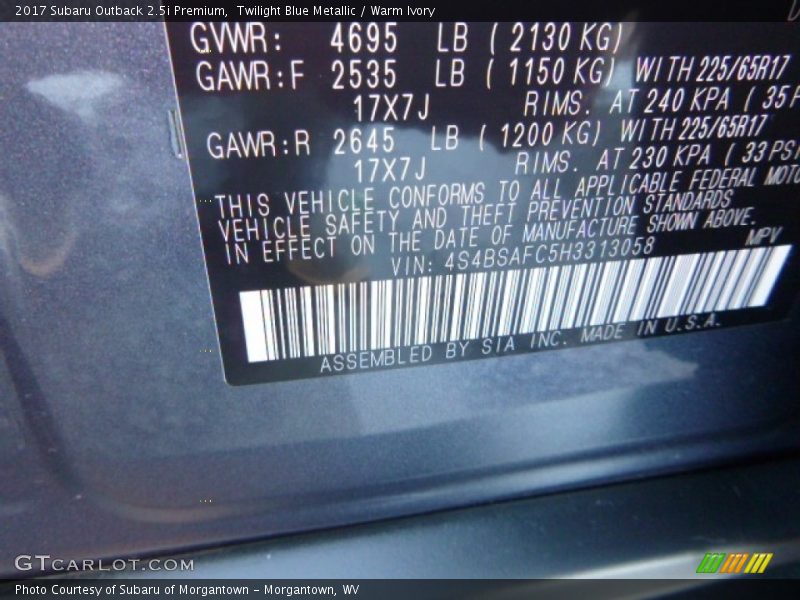 2017 Subaru Outback 2.5i Premium, Twilight Blue Metallic / Warm Ivory
GVWR: 4695 LB ( 2130 KG)
GAWR:F 2535 LB ( 1150 KG) WITH 225/65R17
17X7J RIMS. AT 240 KPA ( 35
GAWR:R 2645 LB ( 1200 KG) WITH 225/65R17
17X7J RIMS. AT 230 KPA ( 33 PSI
THIS VEHICLE CONFORMS TO ALL APPLICABLE FEDERAL MOTO
VEHICLE SAFETY AND THEFT PREVENTION STANDARDS
IN EFFECT ON THE DATE OF MANUFACTURE SHOWN ABOVE.
VIN: 4S4BSAFC5H3313058 MPV
ASSEMBLED BY SIA INC. MADE IN U.S.A.
GTCARLOT.COM
Photo Courtesy of Subaru of Morgantown - Morgantown, WV